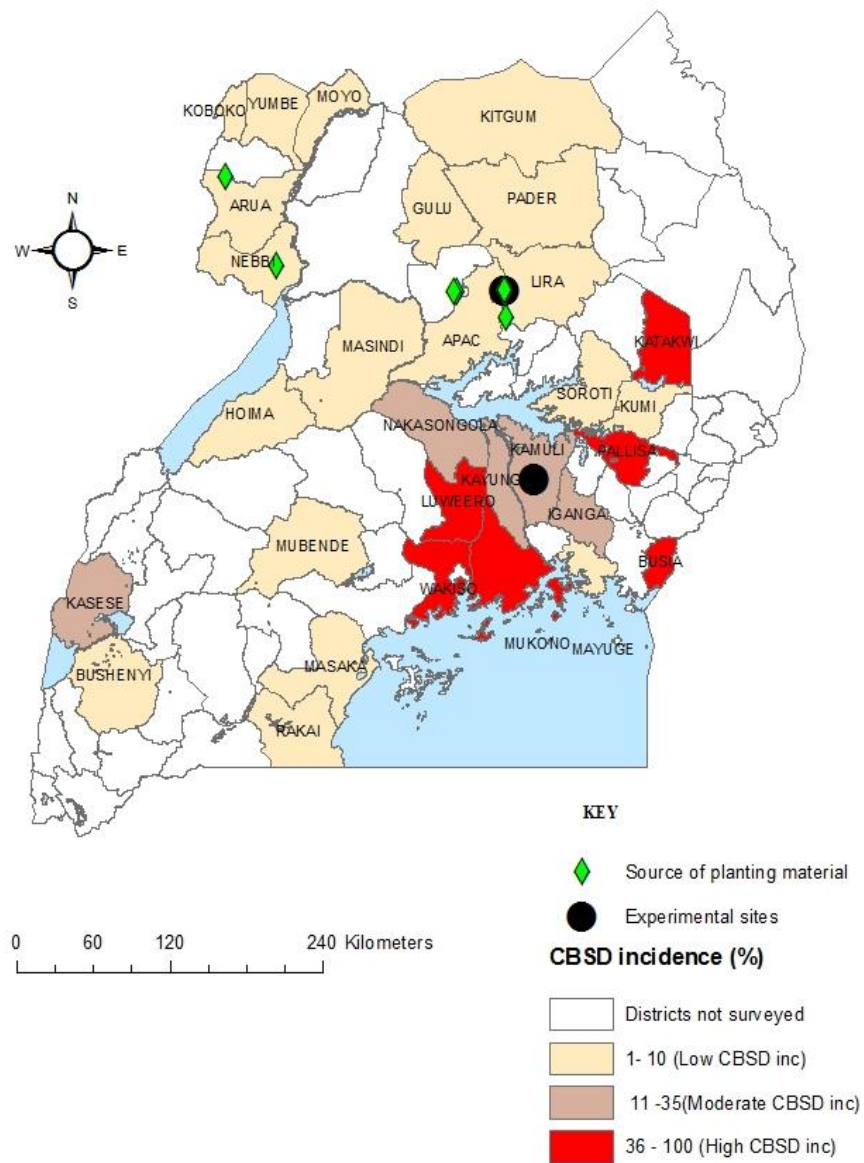 MOYO
YUMBE
KOBOKO
KITGUM
N
ARUA
GULU
PADER
W E
NEBBI
S
LIRA
KATAKWI
MASINDI
APAC
SOROTI
KUMI
HOIMA
NAKASONGOLA
KAMULI
PALLISA
KAYUNG
LUWEERO
IGANGA
MUBENDE
BUSIA
WAKISO
KASESE
MUKONO
MAYUGE
MASAKA
BUSHENYI
RAKAI
KEY
Source of planting material
Experimental sites
0 60 120 240 Kilometers
CBSD incidence (%)
Districts not surveyed
1- 10 (Low CBSD inc)
11 -35(Moderate CBSD inc)
36 - 100 (High CBSD inc)